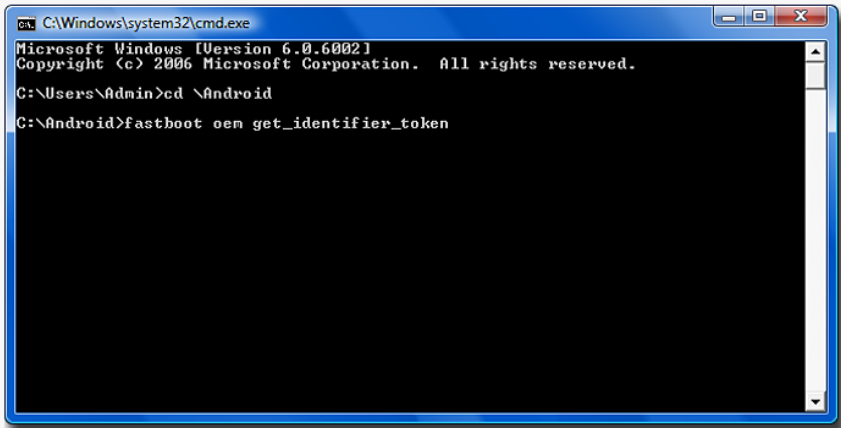 C:\Windows\system32\cmd.exe
Microsoft Windows [Version 6.0.6002]
Copyright (c) 2006 Microsoft Corporation.  All rights reserved.
C:\Users\Admin>cd \Android
C:\Android>fastboot oem get_identifier_token